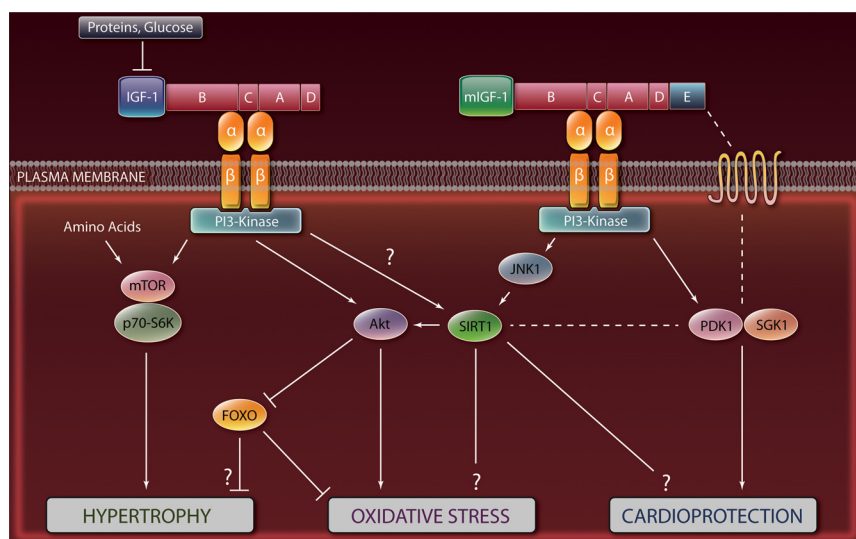 Proteins, Glucose
IGF-1 B C A D
mIGF-1 B C A D E
α α
α α
PLASMA MEMBRANE
β β
β β
PI3-Kinase
PI3-Kinase
Amino Acids
?
JNK1
mTOR
p70-S6K
Akt
SIRT1
PDK1
SGK1
FOXO
?
?
?
HYPERTROPHY
OXIDATIVE STRESS
CARDIOPROTECTION